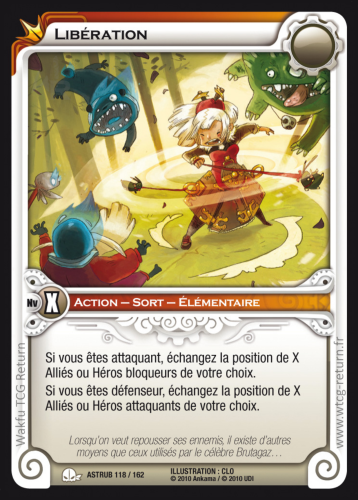 LIBÉRATION
Nv X ACTION – SORT – ÉLÉMENTAIRE
Si vous êtes attaquant, échangez la position de X
Alliés ou Héros bloqueurs de votre choix.
Si vous êtes défenseur, échangez la position de X
Alliés ou Héros attaquants de votre choix.
Lorsqu'on veut repousser ses ennemis, il existe d'autres
moyens que ceux utilisés par le célèbre Brutagaz…
ASTRUB 118 / 162
ILLUSTRATION : CLO
© 2010 Ankama / © 2010 UDI
Wakfu TCG Return
www.wtcg-return.fr